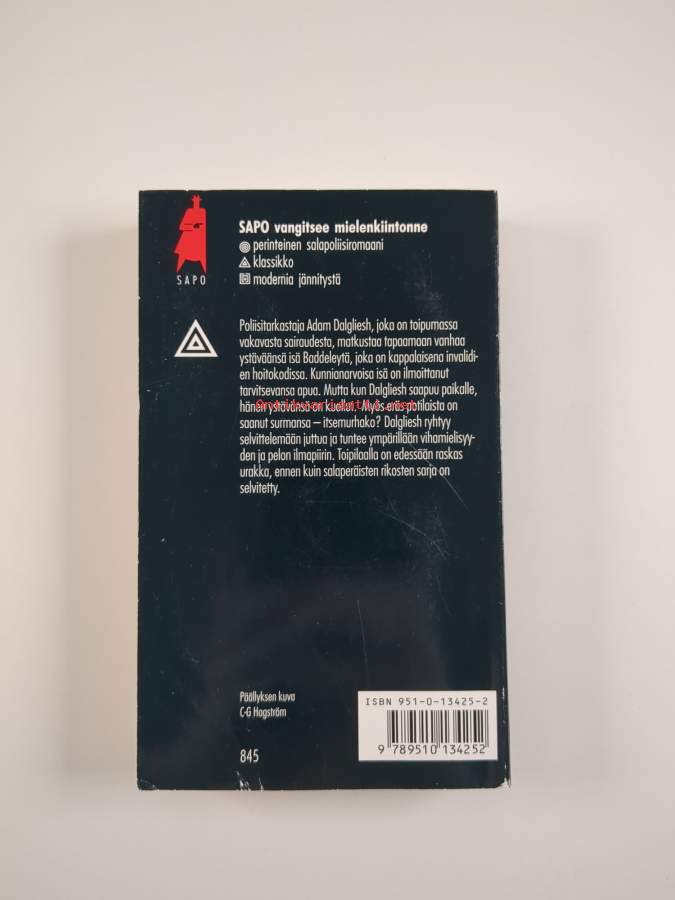 SAPO vangitsee mielenkiintonne
perinteinen salapoliisiromaani
klassikko
modernia jännitystä
SAPO
Poliisitarkastaja Adam Dalgliesh, joka on toipumassa
vakavasta sairaudesta, matkustaa tapaamaan vanhaa
ystäväänsä isä Baddeleytä, joka on kappalaisena invalidi-
en hoitokodissa. Kunnianarvoisa isä on ilmoittanut
tarvitsevansa apua. Mutta kun Dalgliesh saapuu paikalle,
hänen ystävänsä on kuollut. Myös eräs potilaista on
saanut surmansa – itsemurhako? Dalgliesh ryhtyy
selvittelemään juttua ja tuntee ympärillään vihamielisyy-
den ja pelon ilmapiirin. Toipilaalla on edessään raskas
urakka, ennen kuin salaperäisten rikosten sarja on
selvitetty.
Päällyksen kuva
C-G Hagström
845
ISBN 951-0-13425-2
9 789510 134252